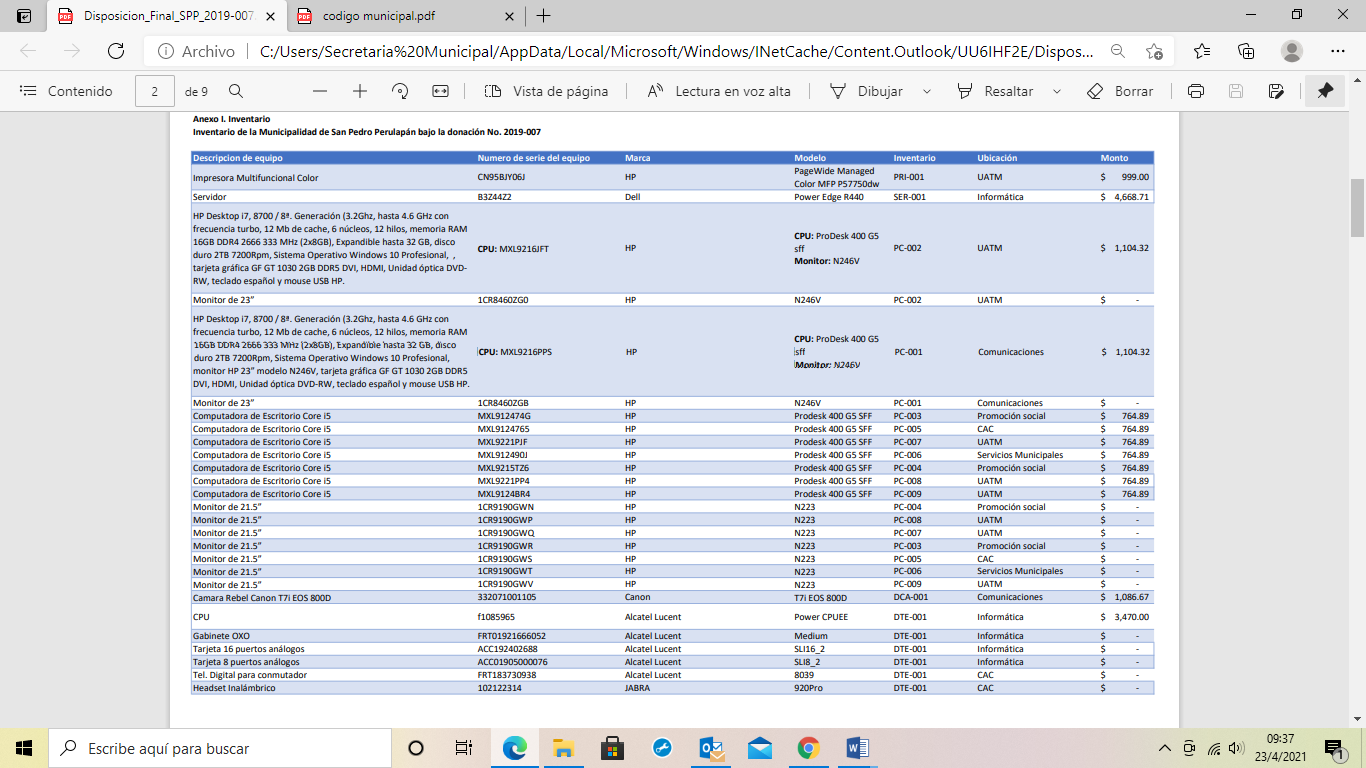 Disposicion_Final_SPP_2019-007.
codigo municipal.pdf
Archivo
C:/Users/Secretaria%20Municipal/AppData/Local/Microsoft/Windows/INetCache/Content.Outlook/UU6IHF2E/Dispos...
Contenido 2 de 9 Vista de página Lectura en voz alta Dibujar Resaltar Borrar
Anexo I. Inventario
Inventario de la Municipalidad de San Pedro Perulapán bajo la donación No. 2019-007
Descripcion de equipo Numero de serie del equipo Marca Modelo Inventario Ubicación Monto
Impresora Multifuncional Color CN95BJY06J HP PageWide Managed Color MFP P57750dw PRI-001 UATM $ 999.00
Servidor B3Z44Z2 Dell Power Edge R440 SER-001 Informática $ 4,668.71
HP Desktop i7, 8700 / 8ª. Generación (3.2Ghz, hasta 4.6 GHz con
frecuencia turbo, 12 Mb de cache, 6 núcleos, 12 hilos, memoria RAM
16GB DDR4 2666 333 MHz (2x8GB), Expandible hasta 32 GB, disco
duro 2TB 7200Rpm, Sistema Operativo Windows 10 Profesional, ,
tarjeta gráfica GF GT 1030 2GB DDR5 DVI, HDMI, Unidad óptica DVD-
RW, teclado español y mouse USB HP.
CPU: MXL9216JFT HP
CPU: ProDesk 400 G5
sff
Monitor: N246V
PC-002 UATM $ 1,104.32
Monitor de 23” 1CR8460ZG0 HP N246V PC-002 UATM $ -
HP Desktop i7, 8700 / 8ª. Generación (3.2Ghz, hasta 4.6 GHz con
frecuencia turbo, 12 Mb de cache, 6 núcleos, 12 hilos, memoria RAM
16GB DDR4 2666 333 MHz (2x8GB), Expandible hasta 32 GB, disco
duro 2TB 7200Rpm, Sistema Operativo Windows 10 Profesional,
monitor HP 23” modelo N246V, tarjeta gráfica GF GT 1030 2GB DDR5
DVI, HDMI, Unidad óptica DVD-RW, teclado español y mouse USB HP.
CPU: MXL9216PPS HP
CPU: ProDesk 400 G5
sff
Monitor: N246V
PC-001 Comunicaciones $ 1,104.32
Monitor de 23” 1CR8460ZGB HP N246V PC-001 Comunicaciones $ -
Computadora de Escritorio Core i5 MXL912474G HP Prodesk 400 G5 SFF PC-003 Promoción social $ 764.89
Computadora de Escritorio Core i5 MXL9124765 HP Prodesk 400 G5 SFF PC-005 CAC $ 764.89
Computadora de Escritorio Core i5 MXL9221PJF HP Prodesk 400 G5 SFF PC-007 UATM $ 764.89
Computadora de Escritorio Core i5 MXL912490J HP Prodesk 400 G5 SFF PC-006 Servicios Municipales $ 764.89
Computadora de Escritorio Core i5 MXL9215TZ6 HP Prodesk 400 G5 SFF PC-004 Promoción social $ 764.89
Computadora de Escritorio Core i5 MXL9221PP4 HP Prodesk 400 G5 SFF PC-008 UATM $ 764.89
Computadora de Escritorio Core i5 MXL9124BR4 HP Prodesk 400 G5 SFF PC-009 UATM $ 764.89
Monitor de 21.5” 1CR9190GWN HP N223 PC-004 Promoción social $ -
Monitor de 21.5” 1CR9190GWP HP N223 PC-008 UATM $ -
Monitor de 21.5” 1CR9190GWQ HP N223 PC-007 UATM $ -
Monitor de 21.5” 1CR9190GWR HP N223 PC-003 Promoción social $ -
Monitor de 21.5” 1CR9190GWS HP N223 PC-005 CAC $ -
Monitor de 21.5” 1CR9190GWT HP N223 PC-006 Servicios Municipales $ -
Monitor de 21.5” 1CR9190GWV HP N223 PC-009 UATM $ -
Camara Rebel Canon T7i EOS 800D 332071001105 Canon T7i EOS 800D DCA-001 Comunicaciones $ 1,086.67
CPU f1085965 Alcatel Lucent Power CPUEE DTE-001 Informática $ 3,470.00
Gabinete OXO FRT01921666052 Alcatel Lucent Medium DTE-001 Informática $ -
Tarjeta 16 puertos análogos ACC192402688 Alcatel Lucent SLI16_2 DTE-001 Informática $ -
Tarjeta 8 puertos análogos ACC01905000076 Alcatel Lucent SLI8_2 DTE-001 Informática $ -
Tel. Digital para conmutador FRT183730938 Alcatel Lucent 8039 DTE-001 CAC $ -
Headset Inalámbrico 102122314 JABRA 920Pro DTE-001 CAC $ -
Escribe aquí para buscar
09:37
23/4/2021
1